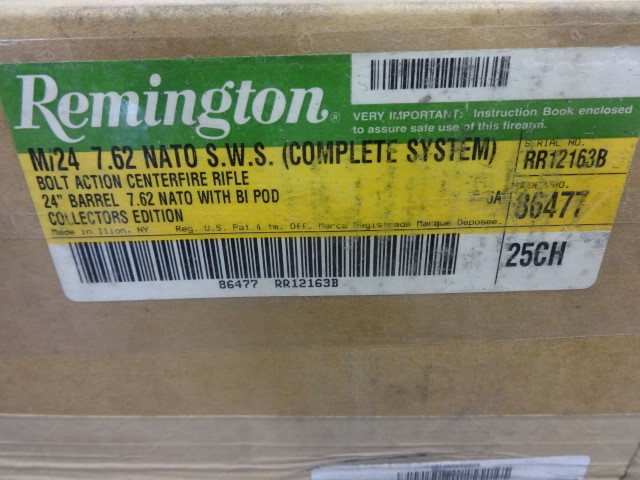 Remington®
VERY IMPORTANT: Instruction Book enclosed
to assure safe use of this firearm.
M/24 7.62 NATO S.W.S. (COMPLETE SYSTEM)
BOLT ACTION CENTERFIRE RIFLE
24" BARREL 7.62 NATO WITH BI POD
COLLECTORS EDITION
Made in Ilion, NY Reg. U.S. Pat & tm. Off. Marca Registrada Marque Deposee.
SERIAL NO.
RR12163B
NO.
86477
25CH
86477 RR12163B